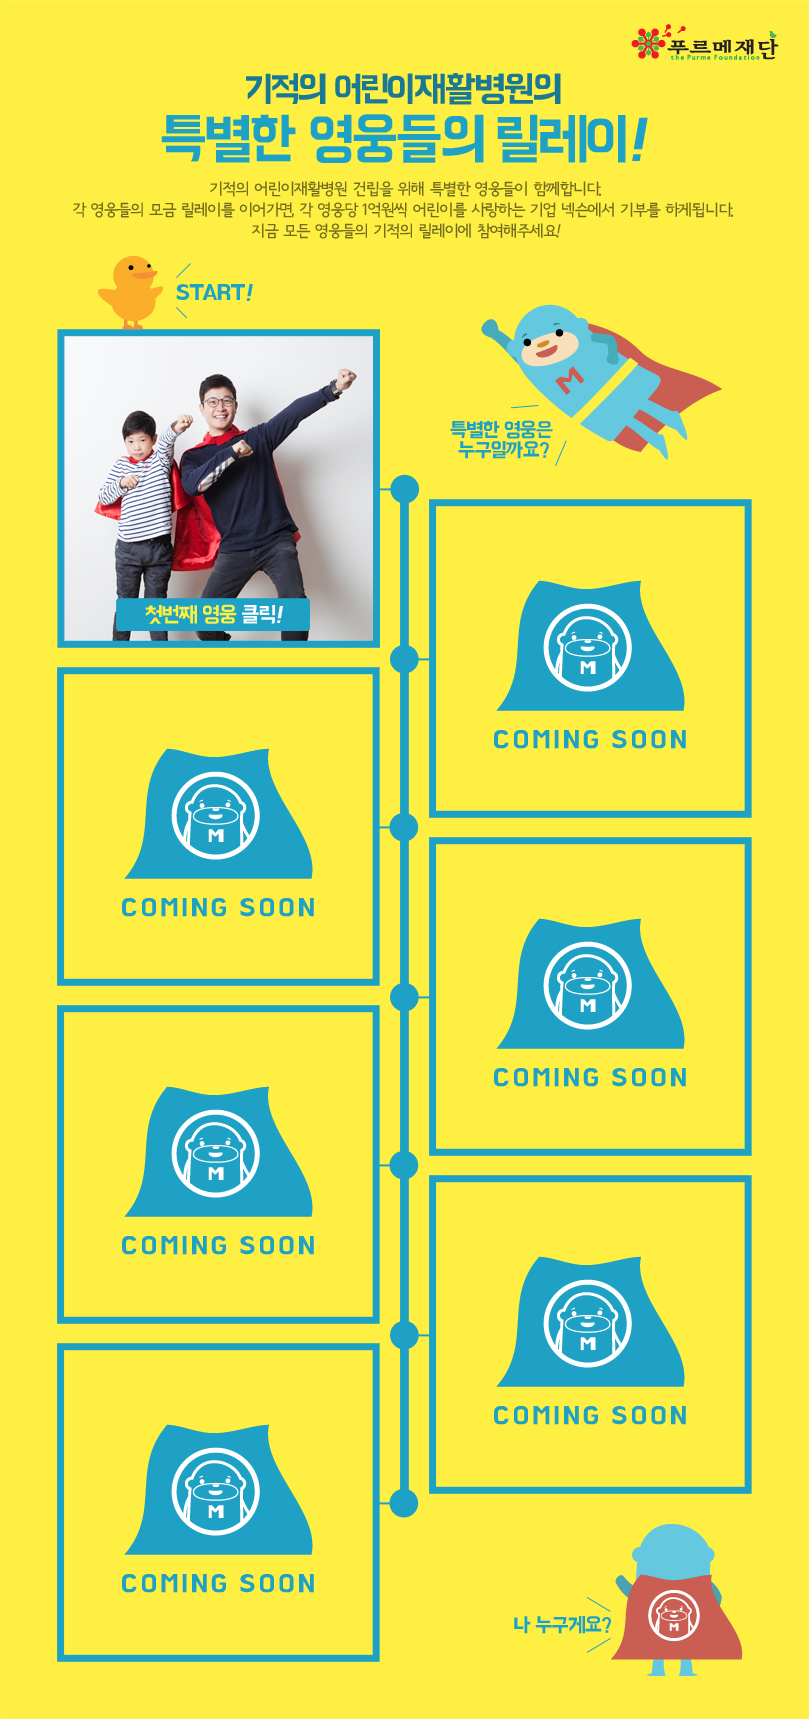 푸르메재단
the Purme Foundation
기적의 어린이재활병원의
특별한 영웅들의 릴레이!
기적의 어린이재활병원 건립을 위해 특별한 영웅들이 함께합니다.
각 영웅들의 모금 릴레이를 이어가면, 각 영웅당 1억원씩 어린이를 사랑하는 기업 넥슨에서 기부를 하게됩니다.
지금 모든 영웅들의 기적의 릴레이에 참여해주세요!
START!
M
특별한 영웅은
누구일까요?
첫번째 영웅 클릭!
M
COMING SOON
M
COMING SOON
M
COMING SOON
M
COMING SOON
M
COMING SOON
M
COMING SOON
나 누구게요?
M